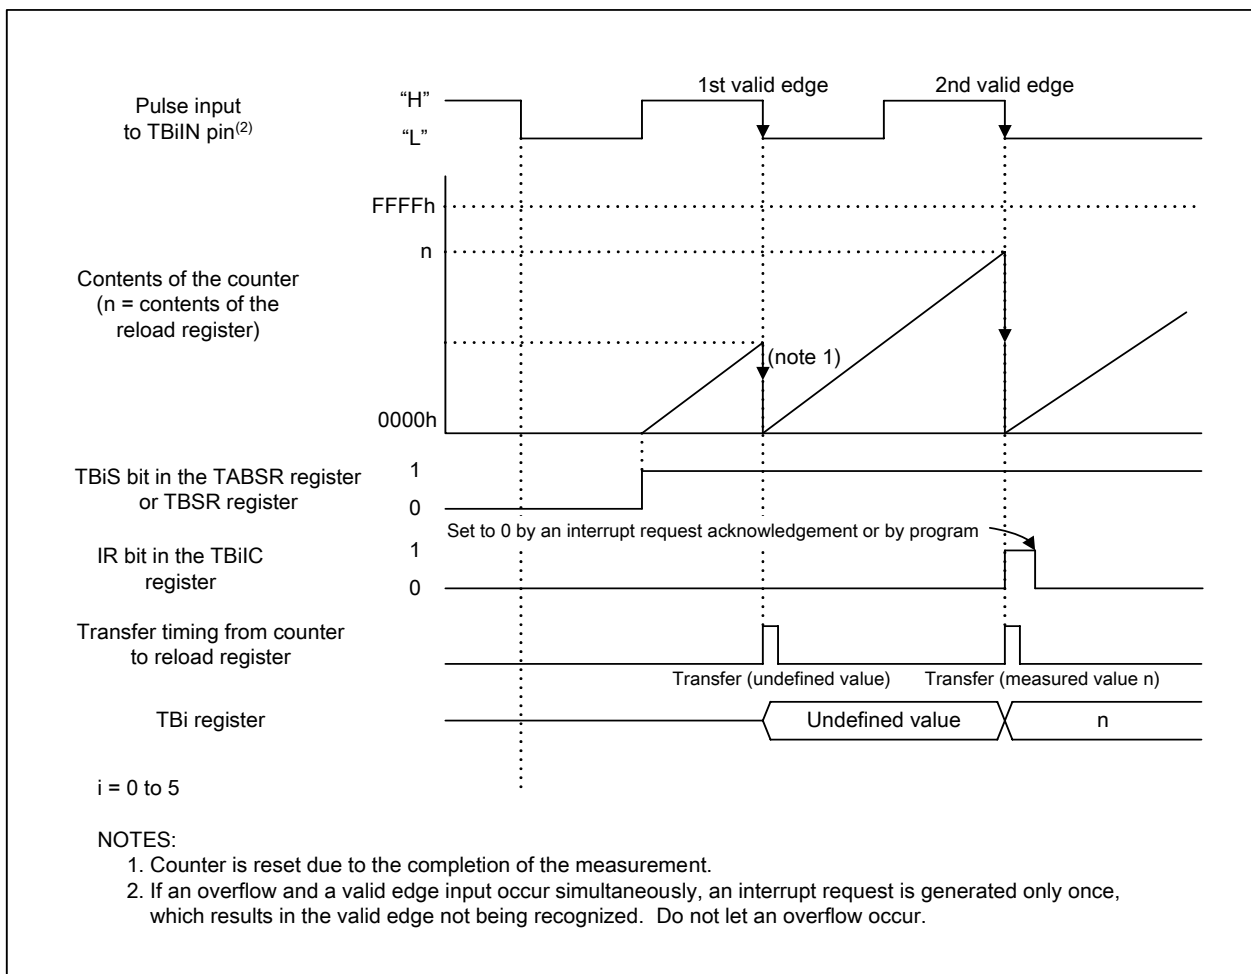 1st valid edge
2nd valid edge
Pulse input
to TBiIN pin(2)
“H”
“L”
FFFFh
n
Contents of the counter
(n = contents of the
reload register)
(note 1)
0000h
TBiS bit in the TABSR register
or TBSR register
1
0
Set to 0 by an interrupt request acknowledgement or by program
IR bit in the TBiIC
register
1
0
Transfer timing from counter
to reload register
Transfer (undefined value)
Transfer (measured value n)
TBi register
Undefined value
n
i = 0 to 5
NOTES:
1. Counter is reset due to the completion of the measurement.
2. If an overflow and a valid edge input occur simultaneously, an interrupt request is generated only once,
which results in the valid edge not being recognized.  Do not let an overflow occur.